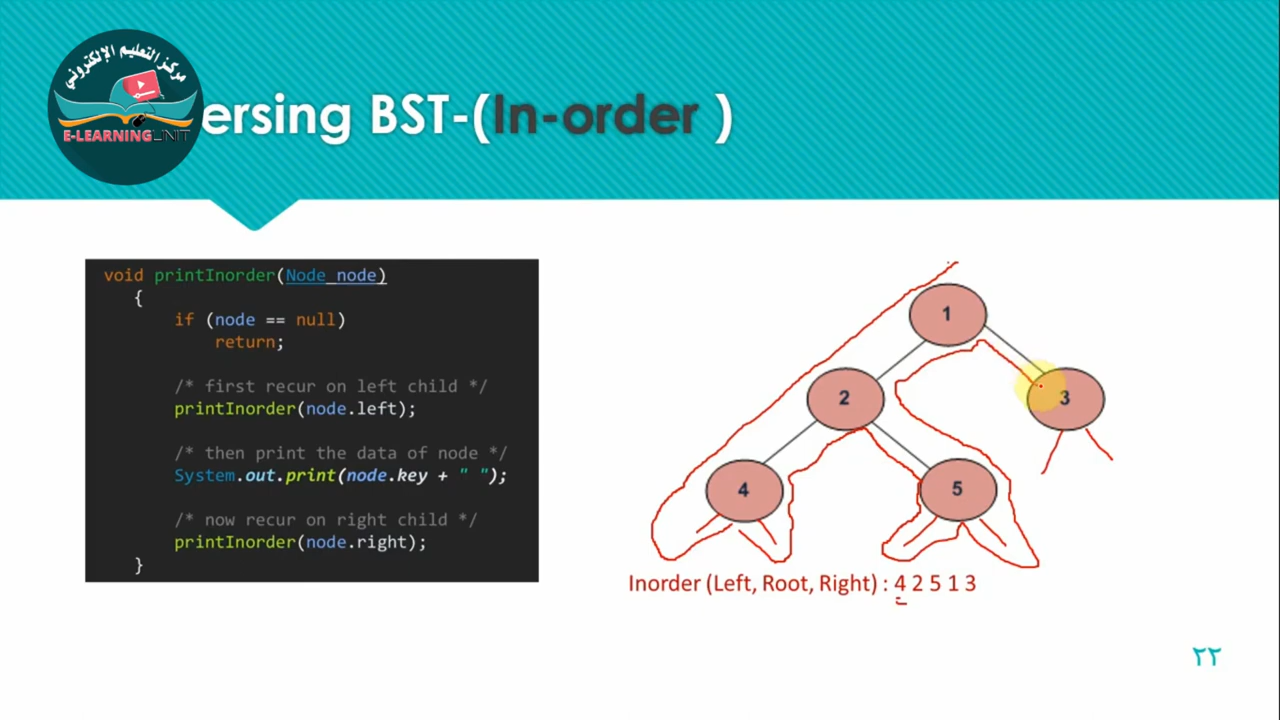 مركز التعليم الإلكتروني
E-LEARNING UNIT
ersing BST-(In-order )
void printInorder(Node node)
{
if (node == null)
return;
/* first recur on left child */
printInorder(node.left);
/* then print the data of node */
System.out.print(node.key + " ");
/* now recur on right child */
printInorder(node.right);
}
1
2
3
4
5
Inorder (Left, Root, Right) : 4 2 5 1 3
٢٢